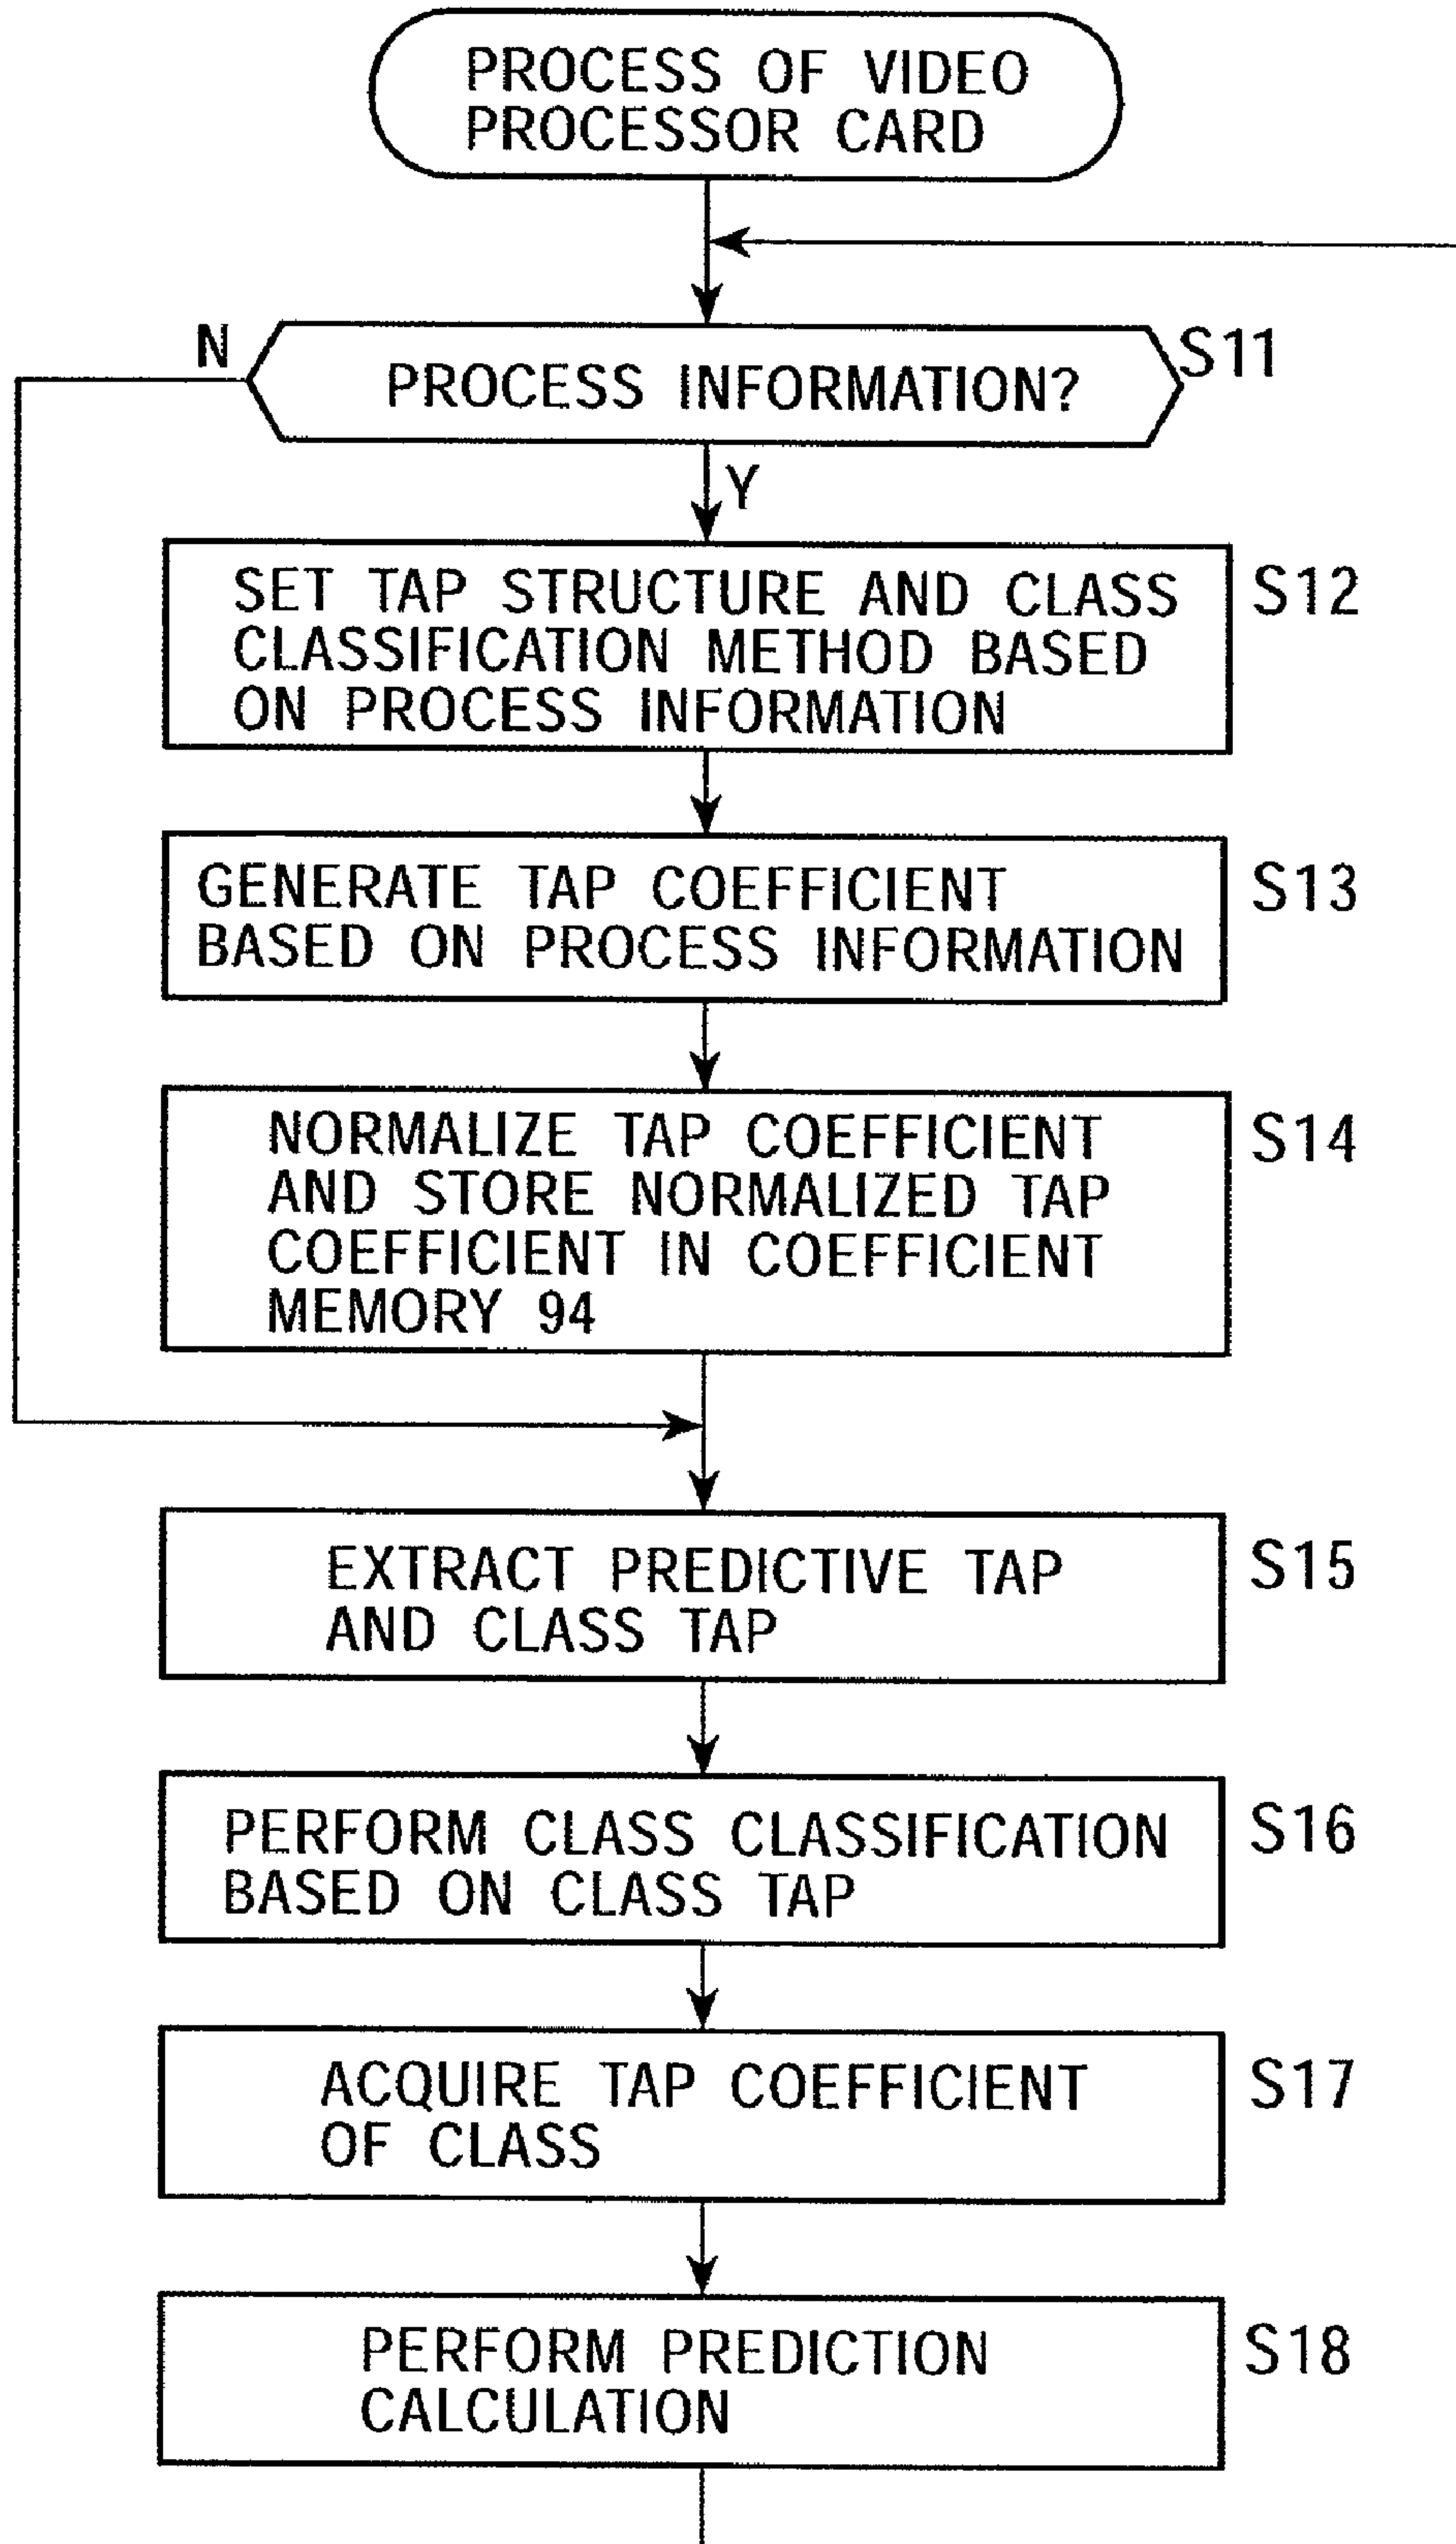 PROCESS OF VIDEO
PROCESSOR CARD
N
PROCESS INFORMATION?
S11
Y
SET TAP STRUCTURE AND CLASS
CLASSIFICATION METHOD BASED
ON PROCESS INFORMATION
S12
GENERATE TAP COEFFICIENT
BASED ON PROCESS INFORMATION
S13
NORMALIZE TAP COEFFICIENT
AND STORE NORMALIZED TAP
COEFFICIENT IN COEFFICIENT
MEMORY 94
S14
EXTRACT PREDICTIVE TAP
AND CLASS TAP
S15
PERFORM CLASS CLASSIFICATION
BASED ON CLASS TAP
S16
ACQUIRE TAP COEFFICIENT
OF CLASS
S17
PERFORM PREDICTION
CALCULATION
S18